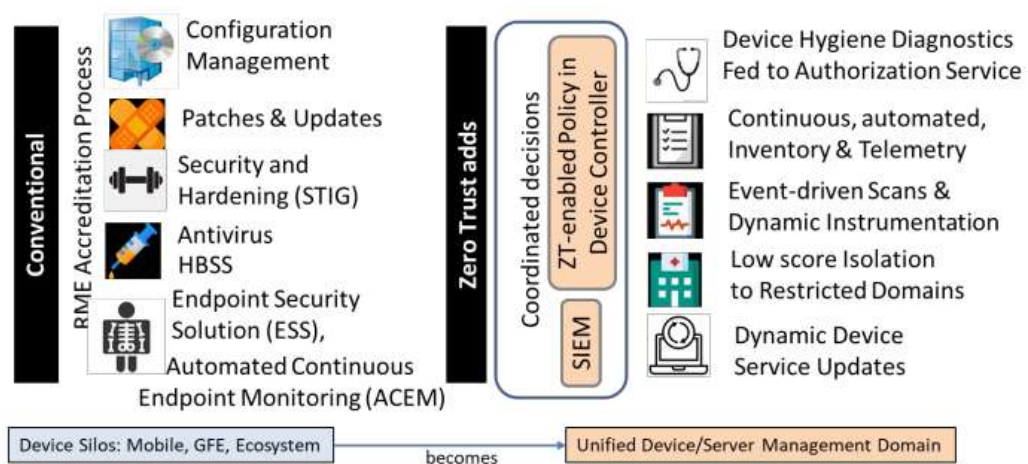 Conventional
RME Accreditation Process
Configuration
Management
Patches & Updates
Security and
Hardening (STIG)
Antivirus
HBSS
Endpoint Security
Solution (ESS),
Automated Continuous
Endpoint Monitoring (ACEM)
Zero Trust adds
Coordinated decisions
ZT-enabled Policy in
Device Controller
SIEM
Device Hygiene Diagnostics
Fed to Authorization Service
Continuous, automated,
Inventory & Telemetry
Event-driven Scans &
Dynamic Instrumentation
Low score Isolation
to Restricted Domains
Dynamic Device
Service Updates
Device Silos: Mobile, GFE, Ecosystem
becomes
Unified Device/Server Management Domain